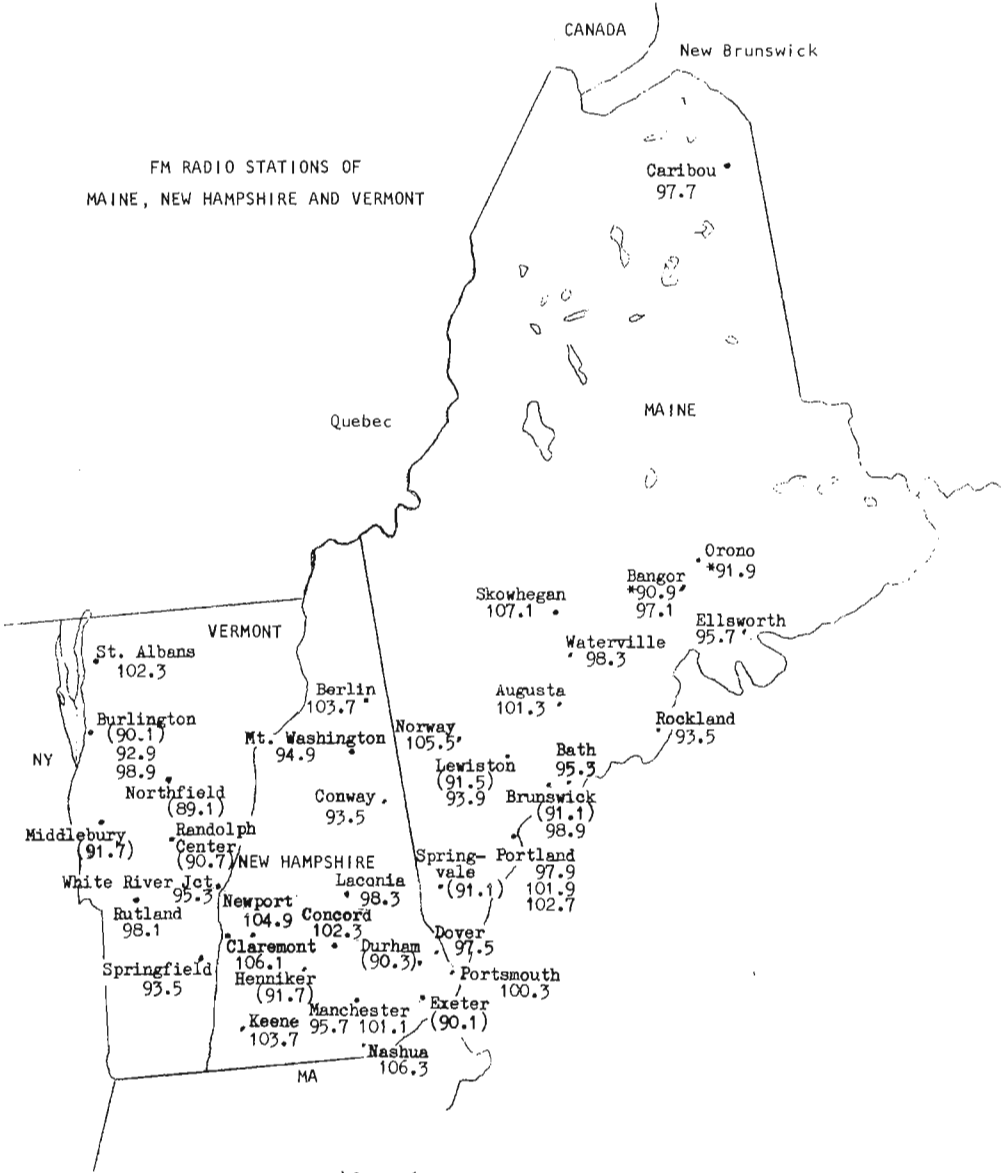 CANADA
New Brunswick
FM RADIO STATIONS OF
MAINE, NEW HAMPSHIRE AND VERMONT
Caribou
97.7
Quebec
MAINE
Orono
*91.9
Bangor
*90.9
97.1
Skowhegan
107.1
Ellsworth
95.7
Waterville
98.3
VERMONT
St. Albans
102.3
Augusta
101.3
Berlin
103.7
Rockland
93.5
Burlington
(90.1)
92.9
98.9
Norway
105.5
Mt. Washington
94.9
NY
Bath
95.3
Lewiston
(91.5)
93.9
Northfield
(89.1)
Conway
93.5
Brunswick
(91.1)
98.9
Middlebury
(91.7)
Randolph
Center
(90.7)
NEW HAMPSHIRE
Spring-
vale
(91.1)
Portland
97.9
101.9
102.7
White River Jct.
95.3
Laconia
98.3
Newport
104.9
Rutland
98.1
Concord
102.3
Dover
97.5
Claremont
106.1
Durham
(90.3)
Springfield
93.5
Portsmouth
100.3
Henniker
(91.7)
Manchester
95.7 101.1
Exeter
(90.1)
Keene
103.7
Nashua
106.3
MA